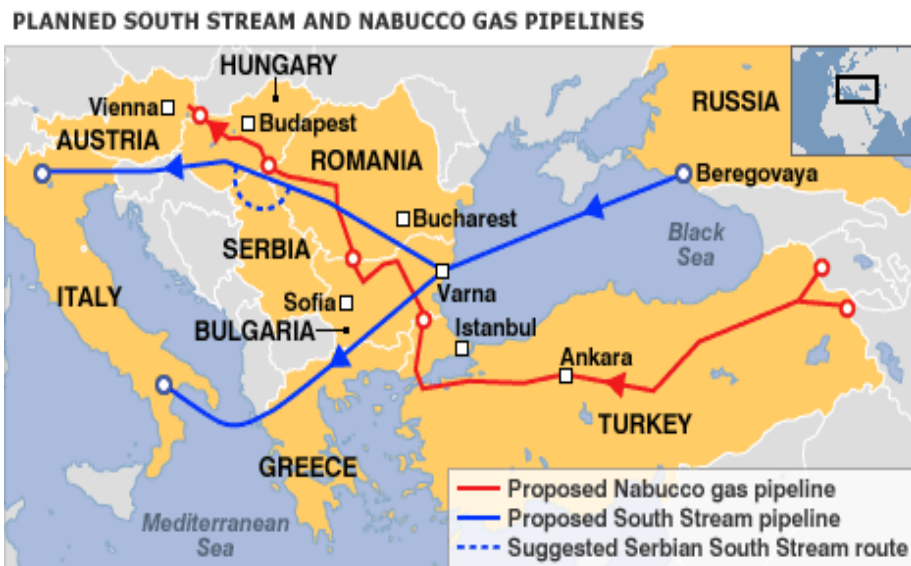 PLANNED SOUTH STREAM AND NABUCCO GAS PIPELINES
HUNGARY
RUSSIA
Vienna
Budapest
AUSTRIA
ROMANIA
Beregovaya
Bucharest
Black
Sea
SERBIA
Varna
ITALY
Sofia
BULGARIA
Istanbul
Ankara
TURKEY
GREECE
Mediterranean
Sea
Proposed Nabucco gas pipeline
Proposed South Stream pipeline
Suggested Serbian South Stream route